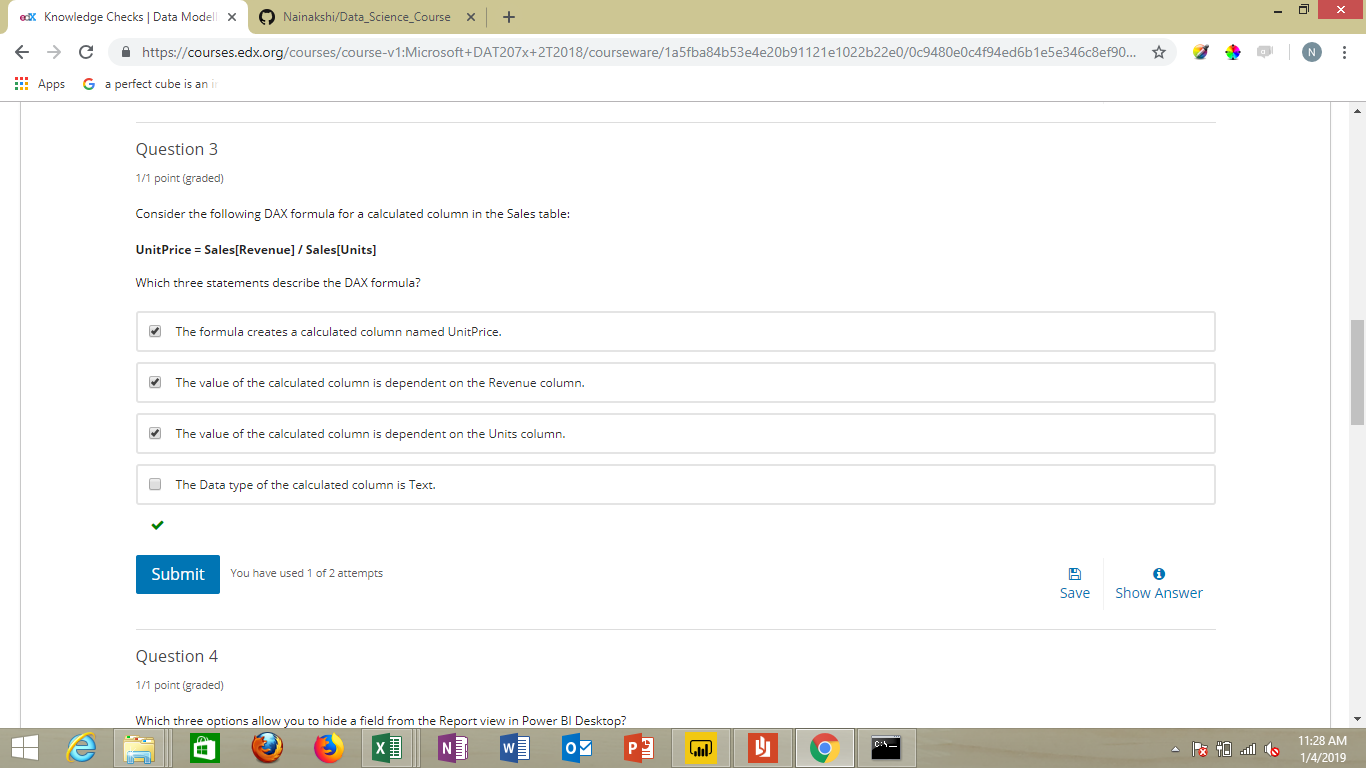 edX Knowledge Checks | Data Modell
Nainakshi/Data_Science_Course
https://courses.edx.org/courses/course-v1:Microsoft+DAT207x+2T2018/courseware/1a5fba84b53e4e20b91121e1022b22e0/0c9480e0c4f94ed6b1e5e346c8ef90...
N
Apps
a perfect cube is an in
Question 3
1/1 point (graded)
Consider the following DAX formula for a calculated column in the Sales table:
UnitPrice = Sales[Revenue] / Sales[Units]
Which three statements describe the DAX formula?
The formula creates a calculated column named UnitPrice.
The value of the calculated column is dependent on the Revenue column.
The value of the calculated column is dependent on the Units column.
The Data type of the calculated column is Text.
Submit
You have used 1 of 2 attempts
Save
Show Answer
Question 4
1/1 point (graded)
Which three options allow you to hide a field from the Report view in Power BI Desktop?
11:28 AM
1/4/2019